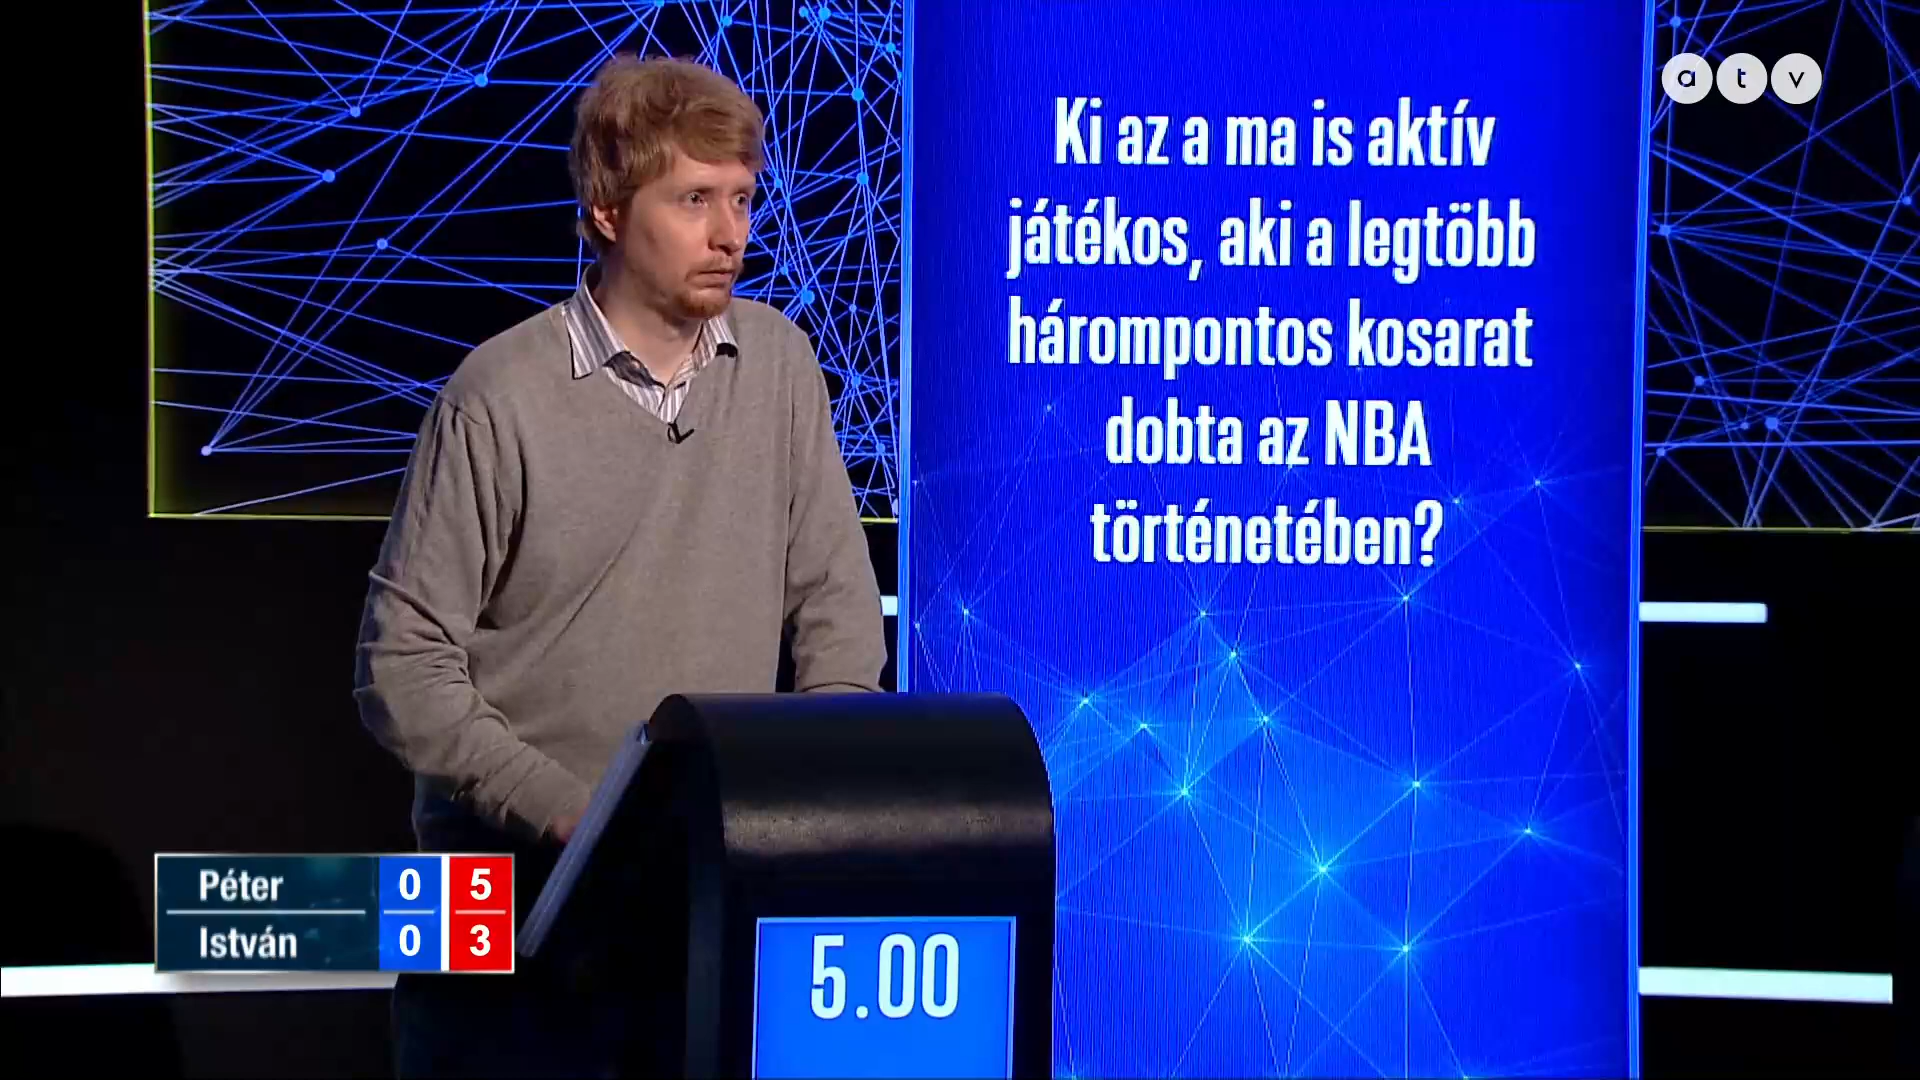 a t v
Ki az a ma is aktív
játékos, aki a legtöbb
hárompontos kosarat
dobta az NBA
történetében?
Péter 0 5
István 0 3
5.00